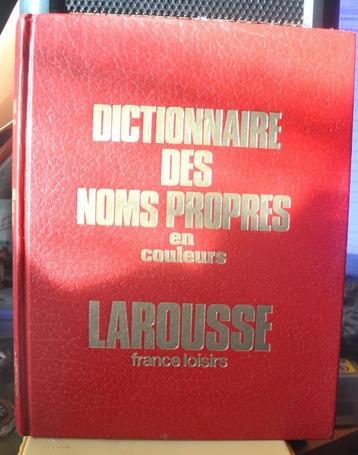 DICTIONNAIRE
DES
NOMS PROPRES
en
couleurs
LAROUSSE
france loisirs